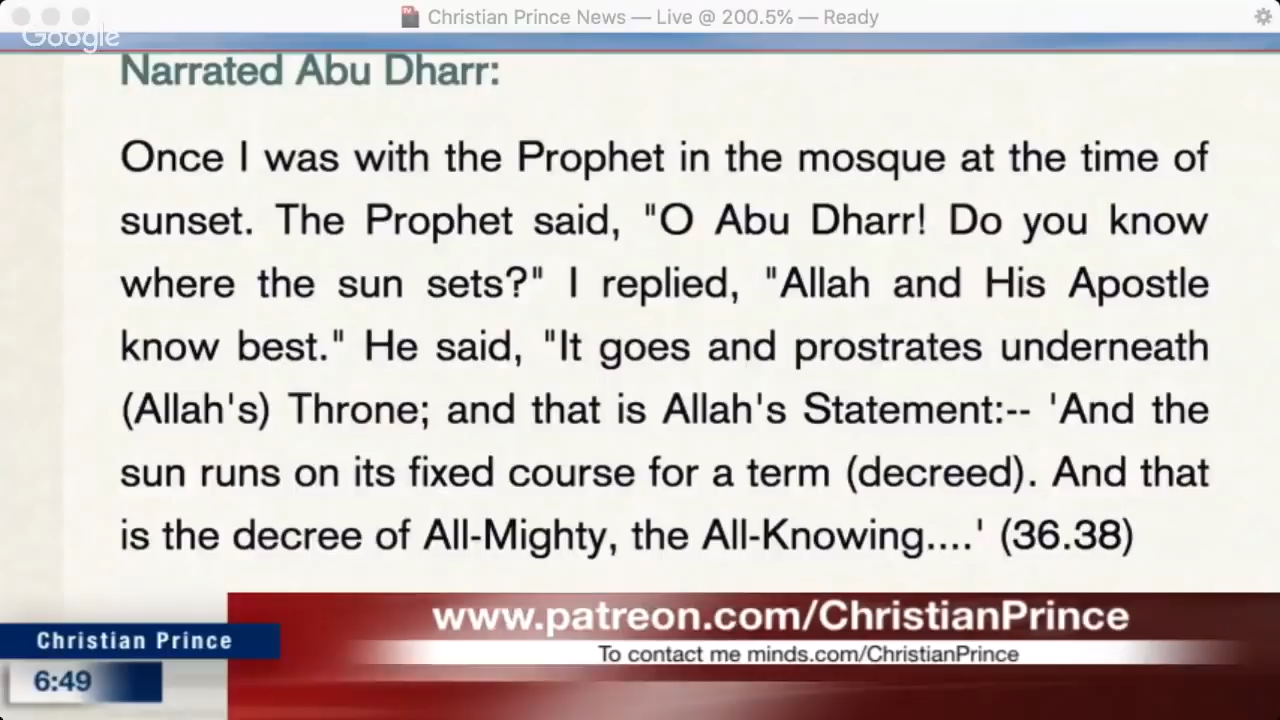 Christian Prince News — Live @ 200.5% — Ready
Google
Narrated Abu Dharr:
Once I was with the Prophet in the mosque at the time of
sunset. The Prophet said, "O Abu Dharr! Do you know
where the sun sets?" I replied, "Allah and His Apostle
know best." He said, "It goes and prostrates underneath
(Allah's) Throne; and that is Allah's Statement:-- 'And the
sun runs on its fixed course for a term (decreed). And that
is the decree of All-Mighty, the All-Knowing....' (36.38)
www.patreon.com/ChristianPrince
Christian Prince
To contact me minds.com/ChristianPrince
6:49